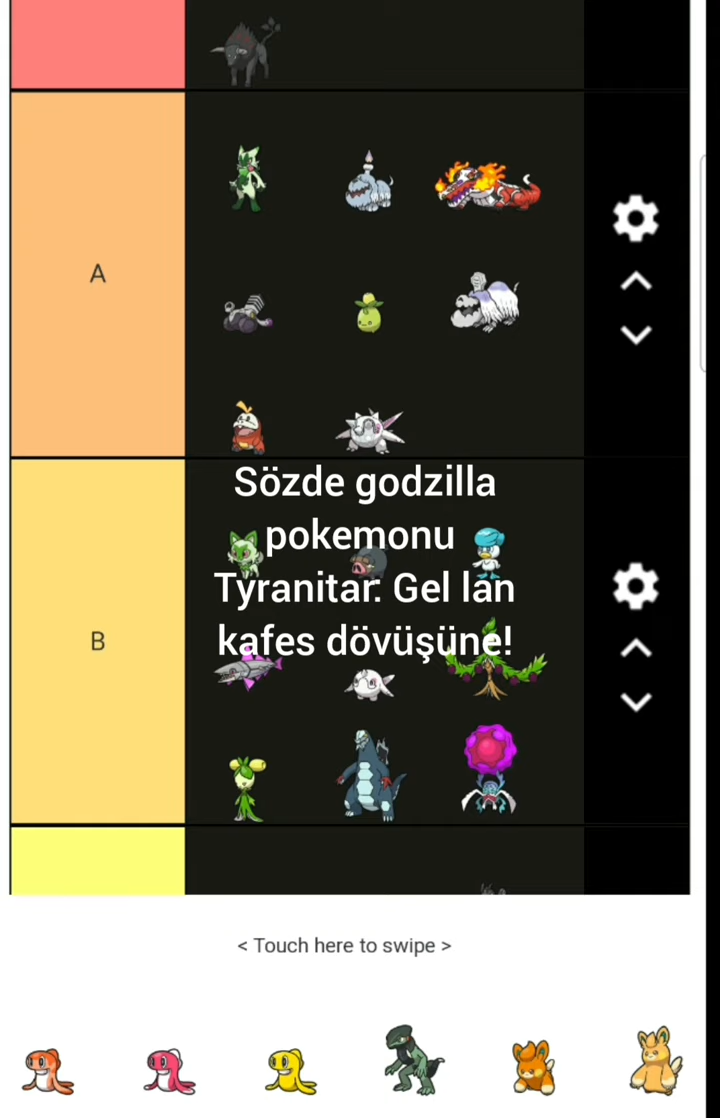 A
Sözde godzilla
pokemonu
Tyranitar: Gel lan
kafes dövüşüne!
B
< Touch here to swipe >